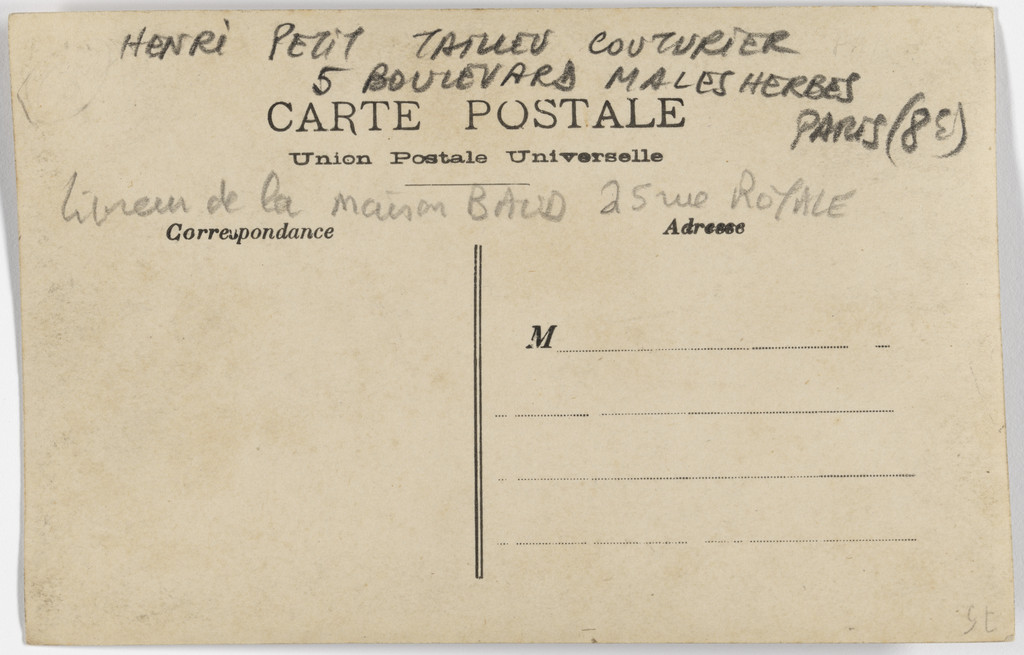 HENRi PETIT TAILLEU COUTURIER
5 BOULEVARD MALESHERBES
PARIS (8E)
CARTE POSTALE
Union Postale Universelle
Livreur de la maison BAUD 25 rue ROYALE
Correspondance
Adresse
M